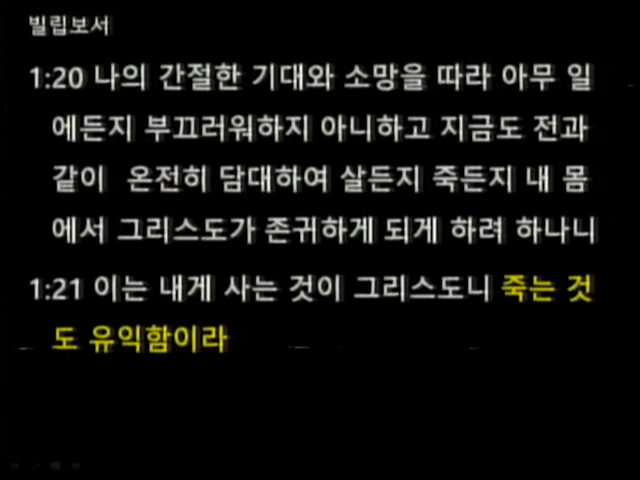 빌립보서
1:20 나의 간절한 기대와 소망을 따라 아무 일
에든지 부끄러워하지 아니하고 지금도 전과
같이 온전히 담대하여 살든지 죽든지 내 몸
에서 그리스도가 존귀하게 되게 하려 하나니
1:21 이는 내게 사는 것이 그리스도니 죽는 것
도 유익함이라